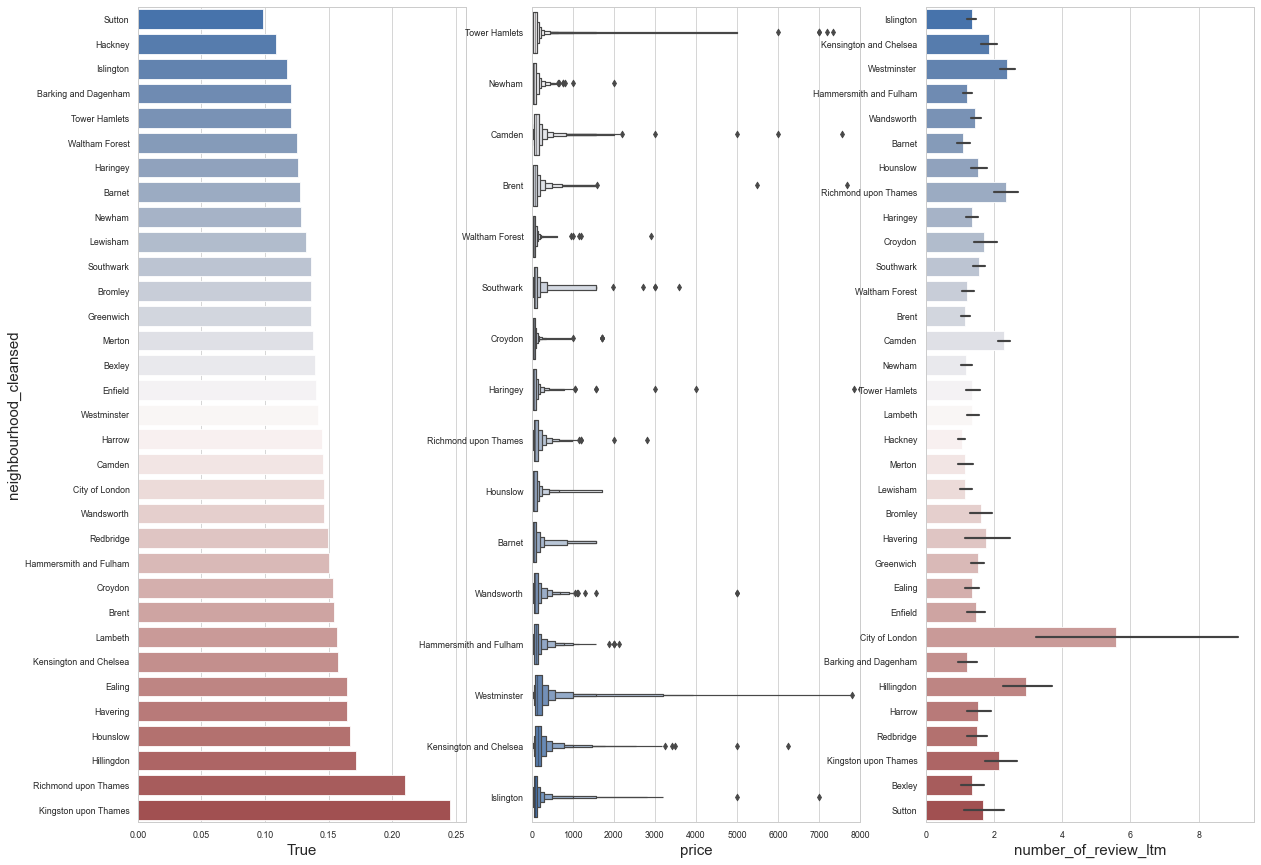 neighbourhood_cleansed
Sutton
Hackney
Islington
Barking and Dagenham
Tower Hamlets
Waltham Forest
Haringey
Barnet
Newham
Lewisham
Southwark
Bromley
Greenwich
Merton
Bexley
Enfield
Westminster
Harrow
Camden
City of London
Wandsworth
Redbridge
Hammersmith and Fulham
Croydon
Brent
Lambeth
Kensington and Chelsea
Ealing
Havering
Hounslow
Hillingdon
Richmond upon Thames
Kingston upon Thames
0.00 0.05 0.10 0.15 0.20 0.25
True
Tower Hamlets
Newham
Camden
Brent
Waltham Forest
Southwark
Croydon
Haringey
Richmond upon Thames
Hounslow
Barnet
Wandsworth
Hammersmith and Fulham
Westminster
Kensington and Chelsea
Islington
0 1000 2000 3000 4000 5000 6000 7000 8000
price
Islington
Kensington and Chelsea
Westminster
Hammersmith and Fulham
Wandsworth
Barnet
Hounslow
Richmond upon Thames
Haringey
Croydon
Southwark
Waltham Forest
Brent
Camden
Newham
Tower Hamlets
Lambeth
Hackney
Merton
Lewisham
Bromley
Havering
Greenwich
Ealing
Enfield
City of London
Barking and Dagenham
Hillingdon
Harrow
Redbridge
Kingston upon Thames
Bexley
Sutton
0 2 4 6 8
number_of_review_ltm